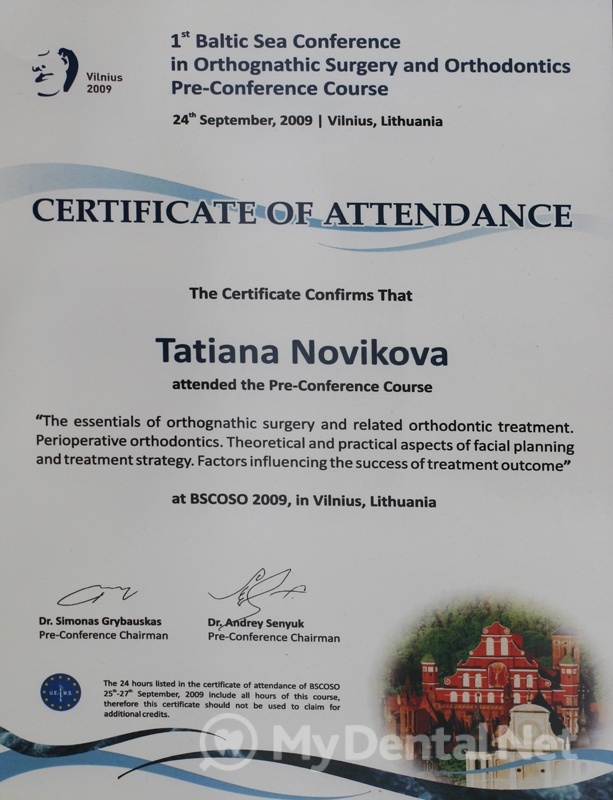 Vilnius
2009
1st Baltic Sea Conference
in Orthognathic Surgery and Orthodontics
Pre-Conference Course
24th September, 2009 | Vilnius, Lithuania
CERTIFICATE OF ATTENDANCE
The Certificate Confirms That
Tatiana Novikova
attended the Pre-Conference Course
“The essentials of orthognathic surgery and related orthodontic treatment.
Perioperative orthodontics. Theoretical and practical aspects of facial planning
and treatment strategy. Factors influencing the success of treatment outcome”
at BSCOSO 2009, in Vilnius, Lithuania
Dr. Simonas Grybauskas
Pre-Conference Chairman
Dr. Andrey Senyuk
Pre-Conference Chairman
U.E.M.S.
The 24 hours listed in the certificate of attendance of BSCOSO
25th-27th September, 2009 include all hours of this course,
therefore this certificate should not be used to claim for
additional credits.
MyDental.Net